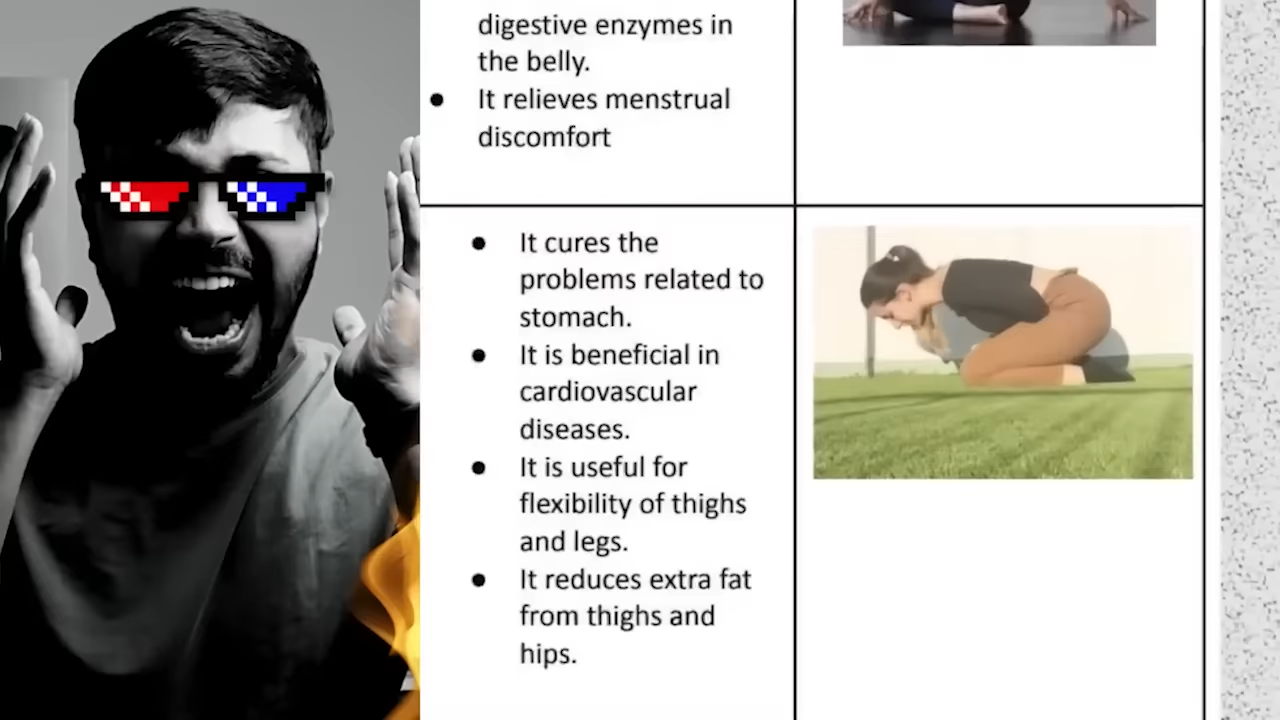 digestive enzymes in
the belly.
● It relieves menstrual
discomfort
● It cures the
problems related to
stomach.
● It is beneficial in
cardiovascular
diseases.
● It is useful for
flexibility of thighs
and legs.
● It reduces extra fat
from thighs and
hips.